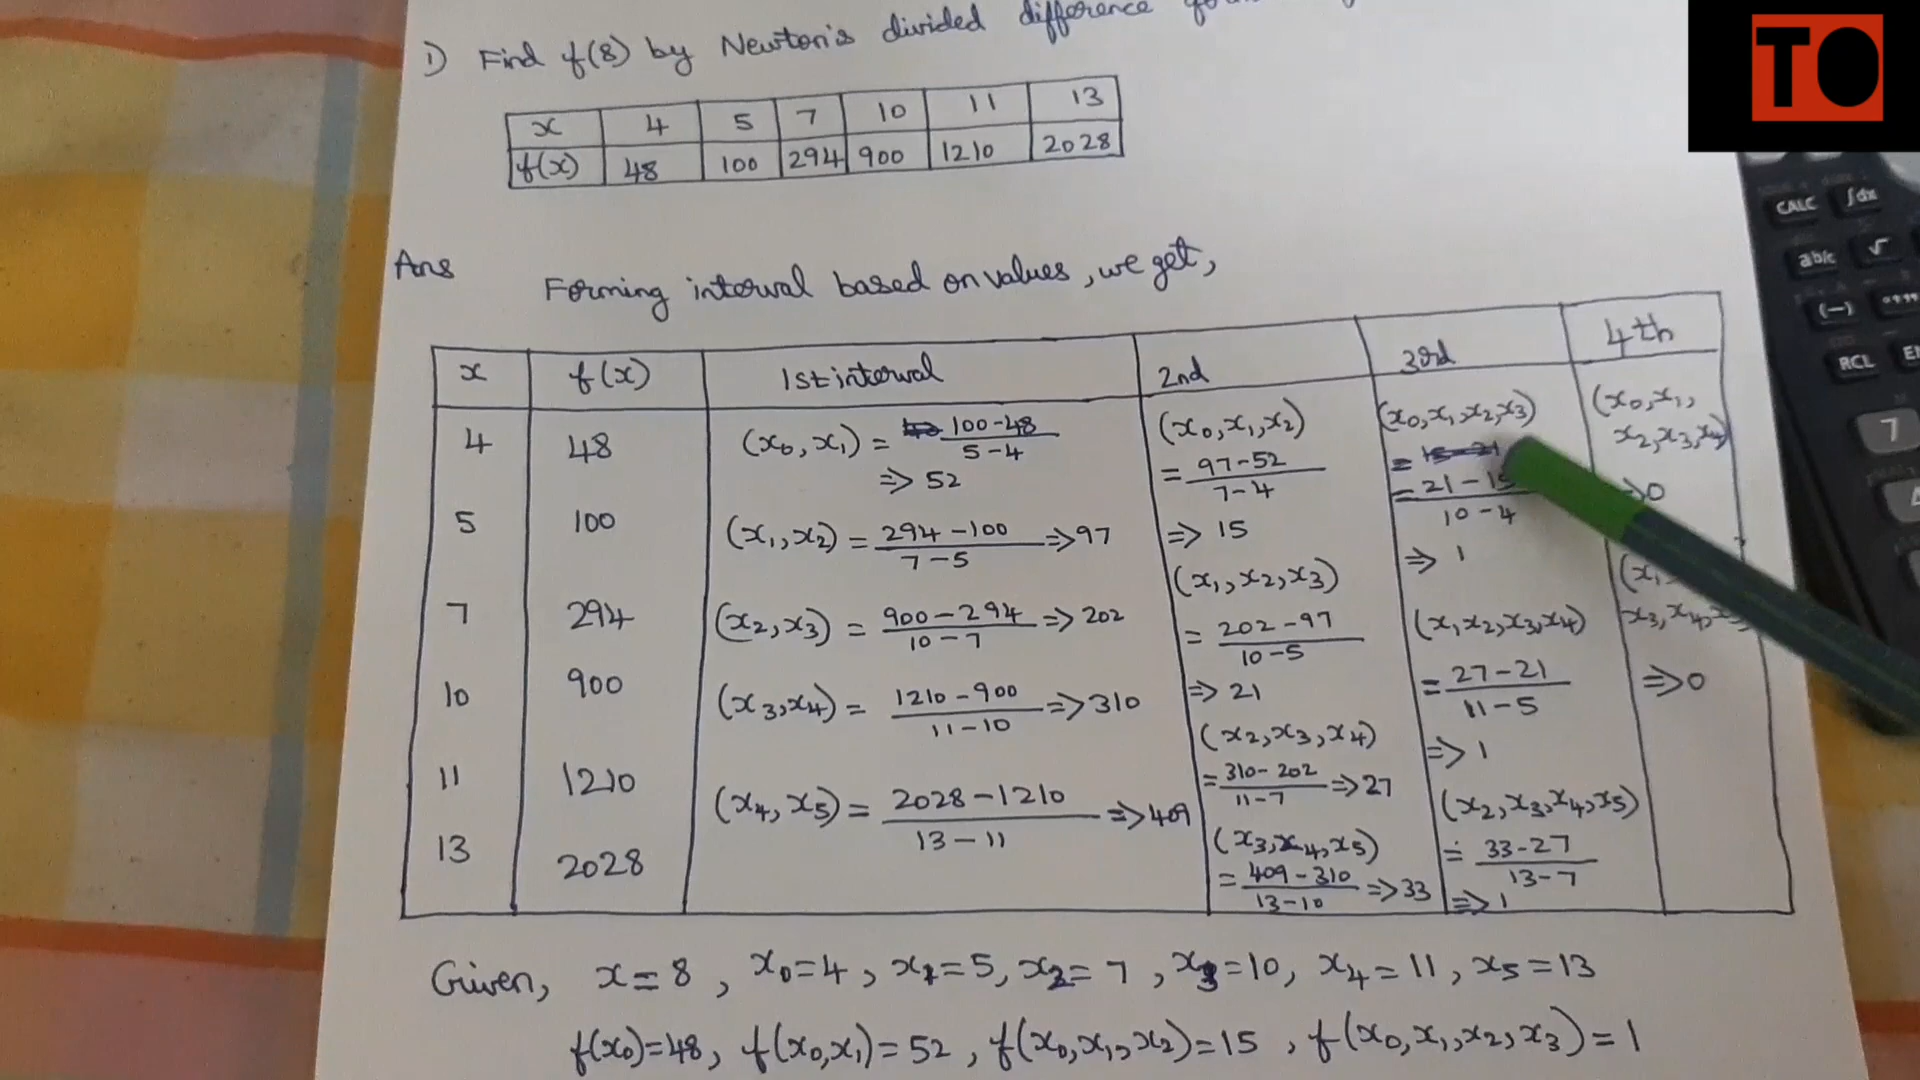 1) Find f(8) by Newton's divided difference
x 4 5 7 10 11 13
f(x) 48 100 294 900 1210 2028
Ans
Forming interval based on values, we get,
x f(x) 1st interval 2nd 3rd 4th
4 48
5 100
7 294
10 900
11 1210
13 2028
(x0, x1) = 100-48
5-4
=> 52
(x1, x2) = 294-100 => 97
7-5
(x2, x3) = 900-294 => 202
10-7
(x3, x4) = 1210-900 => 310
11-10
(x4, x5) = 2028-1210 => 409
13-11
(x0, x1, x2)
= 97-52
7-4
=> 15
(x1, x2, x3)
= 202-97
10-5
=> 21
(x2, x3, x4)
= 310-202 => 27
11-7
(x3, x4, x5)
= 409-310 => 33
13-10
(x0, x1, x2, x3)
= 21-15
10-4
=> 1
(x1 x2, x3, x4)
= 27-21
11-5
=> 1
(x2, x3, x4, x5)
= 33-27
13-7
=> 1
(x0, x1,
x2, x3, x4)
=> 0
(x1,
x3, x4,
=> 0
Given, x = 8, x0 = 4, x1 = 5, x2 = 7, x3 = 10, x4 = 11, x5 = 13
f(x0) = 48, f(x0, x1) = 52, f(x0, x1, x2) = 15, f(x0, x1, x2, x3) = 1
TO
CALC ∫dx
ab/c √
(−)
RCL
7